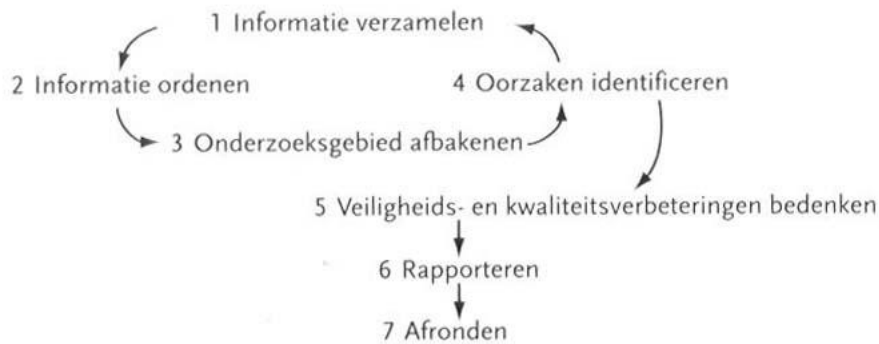 1 Informatie verzamelen
2 Informatie ordenen
4 Oorzaken identificeren
3 Onderzoeksgebied afbakenen
5 Veiligheids- en kwaliteitsverbeteringen bedenken
6 Rapporteren
7 Afronden